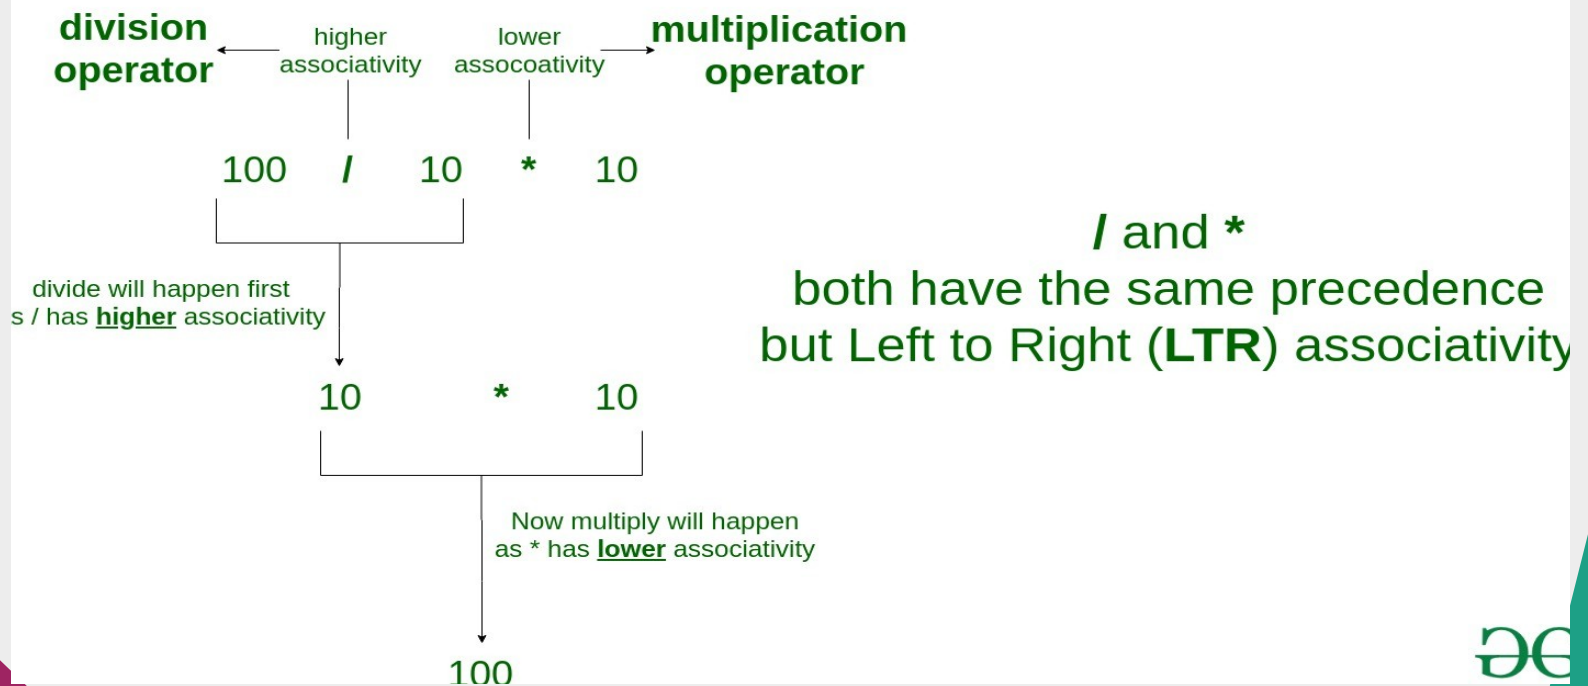 division
operator
higher
associativity
lower
assocoativity
multiplication
operator
100 / 10 * 10
divide will happen first
s / has higher associativity
/ and *
both have the same precedence
but Left to Right (LTR) associativity
10 * 10
Now multiply will happen
as * has lower associativity
100